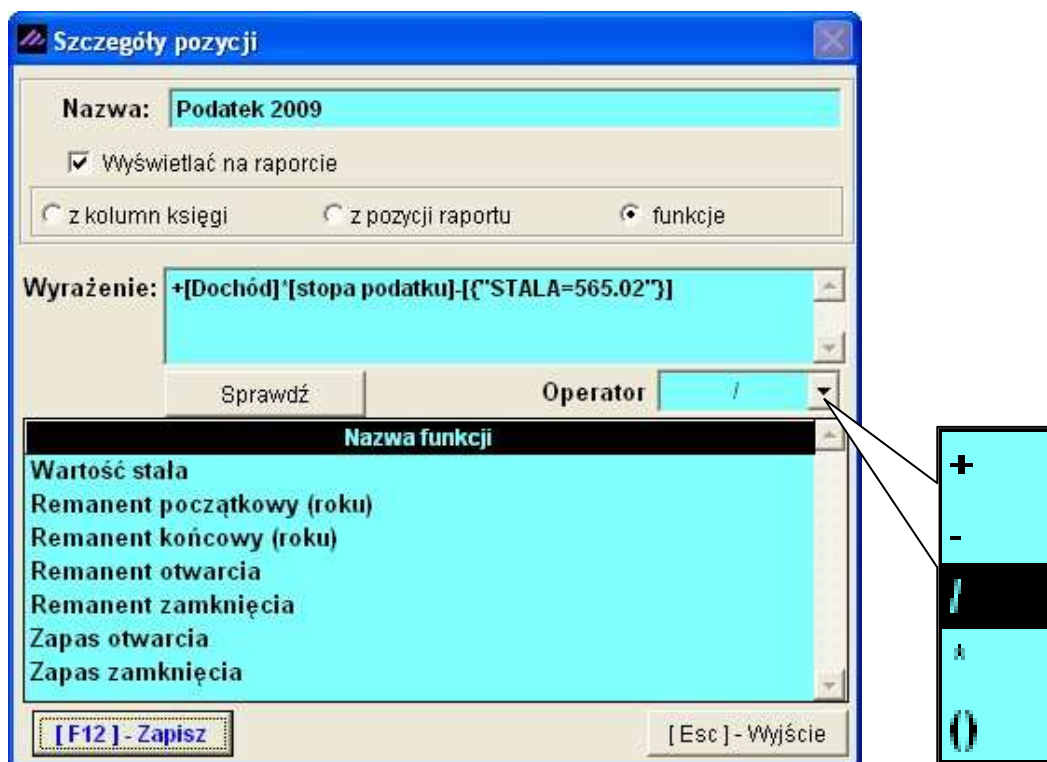 Szczegóły pozycji
Nazwa: Podatek 2009
Wyświetlać na raporcie
z kolumn księgi z pozycji raportu funkcje
Wyrażenie: +[Dochód]*[stopa podatku]-[{"STALA=565.02"}]
Sprawdź Operator /
Nazwa funkcji
Wartość stała
Remanent początkowy (roku)
Remanent końcowy (roku)
Remanent otwarcia
Remanent zamknięcia
Zapas otwarcia
Zapas zamknięcia
[ F12 ] - Zapisz [ Esc ] - Wyjście
+
-
/
*
()